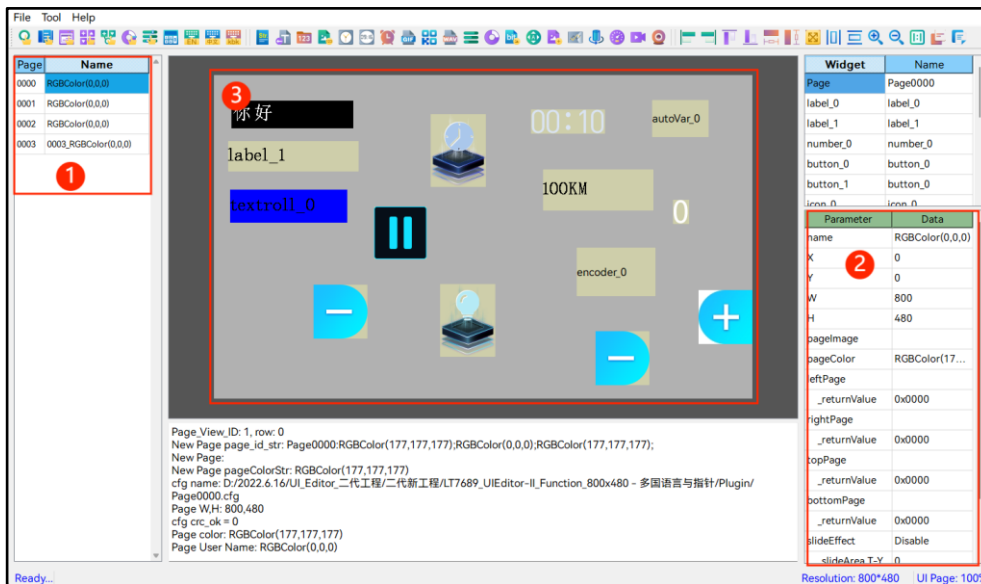 File Tool Help
Page Name
0000 RGBColor(0,0,0)
0001 RGBColor(0,0,0)
0002 RGBColor(0,0,0)
0003 0003_RGBColor(0,0,0)
1
3
你好
label_1
textroll_0
00:10
autoVar_0
100KM
0
encoder_0
Page_View_ID: 1, row: 0
New Page page_id_str: Page0000:RGBColor(177,177,177);RGBColor(0,0,0);RGBColor(177,177,177);
New Page:
New Page pageColorStr: RGBColor(177,177,177)
cfg name: D:/2022.6.16/UI_Editor_二代工程/二代新工程/LT7689_UIEditor-II_Function_800x480 - 多国语言与指针/Plugin/
Page0000.cfg
Page W,H: 800,480
cfg crc_ok = 0
Page color: RGBColor(177,177,177)
Page User Name: RGBColor(0,0,0)
Widget Name
Page Page0000
label_0 label_0
label_1 label_1
number_0 number_0
button_0 button_0
button_1 button_0
icon_0 icon_0
Parameter Data
name RGBColor(0,0,0)
2
X 0
Y 0
W 800
H 480
pageImage
pageColor RGBColor(17...
leftPage
_returnValue 0x0000
rightPage
_returnValue 0x0000
topPage
_returnValue 0x0000
bottomPage
_returnValue 0x0000
slideEffect Disable
slideArea T-Y 0
Ready...
Resolution: 800*480 UI Page: 100%